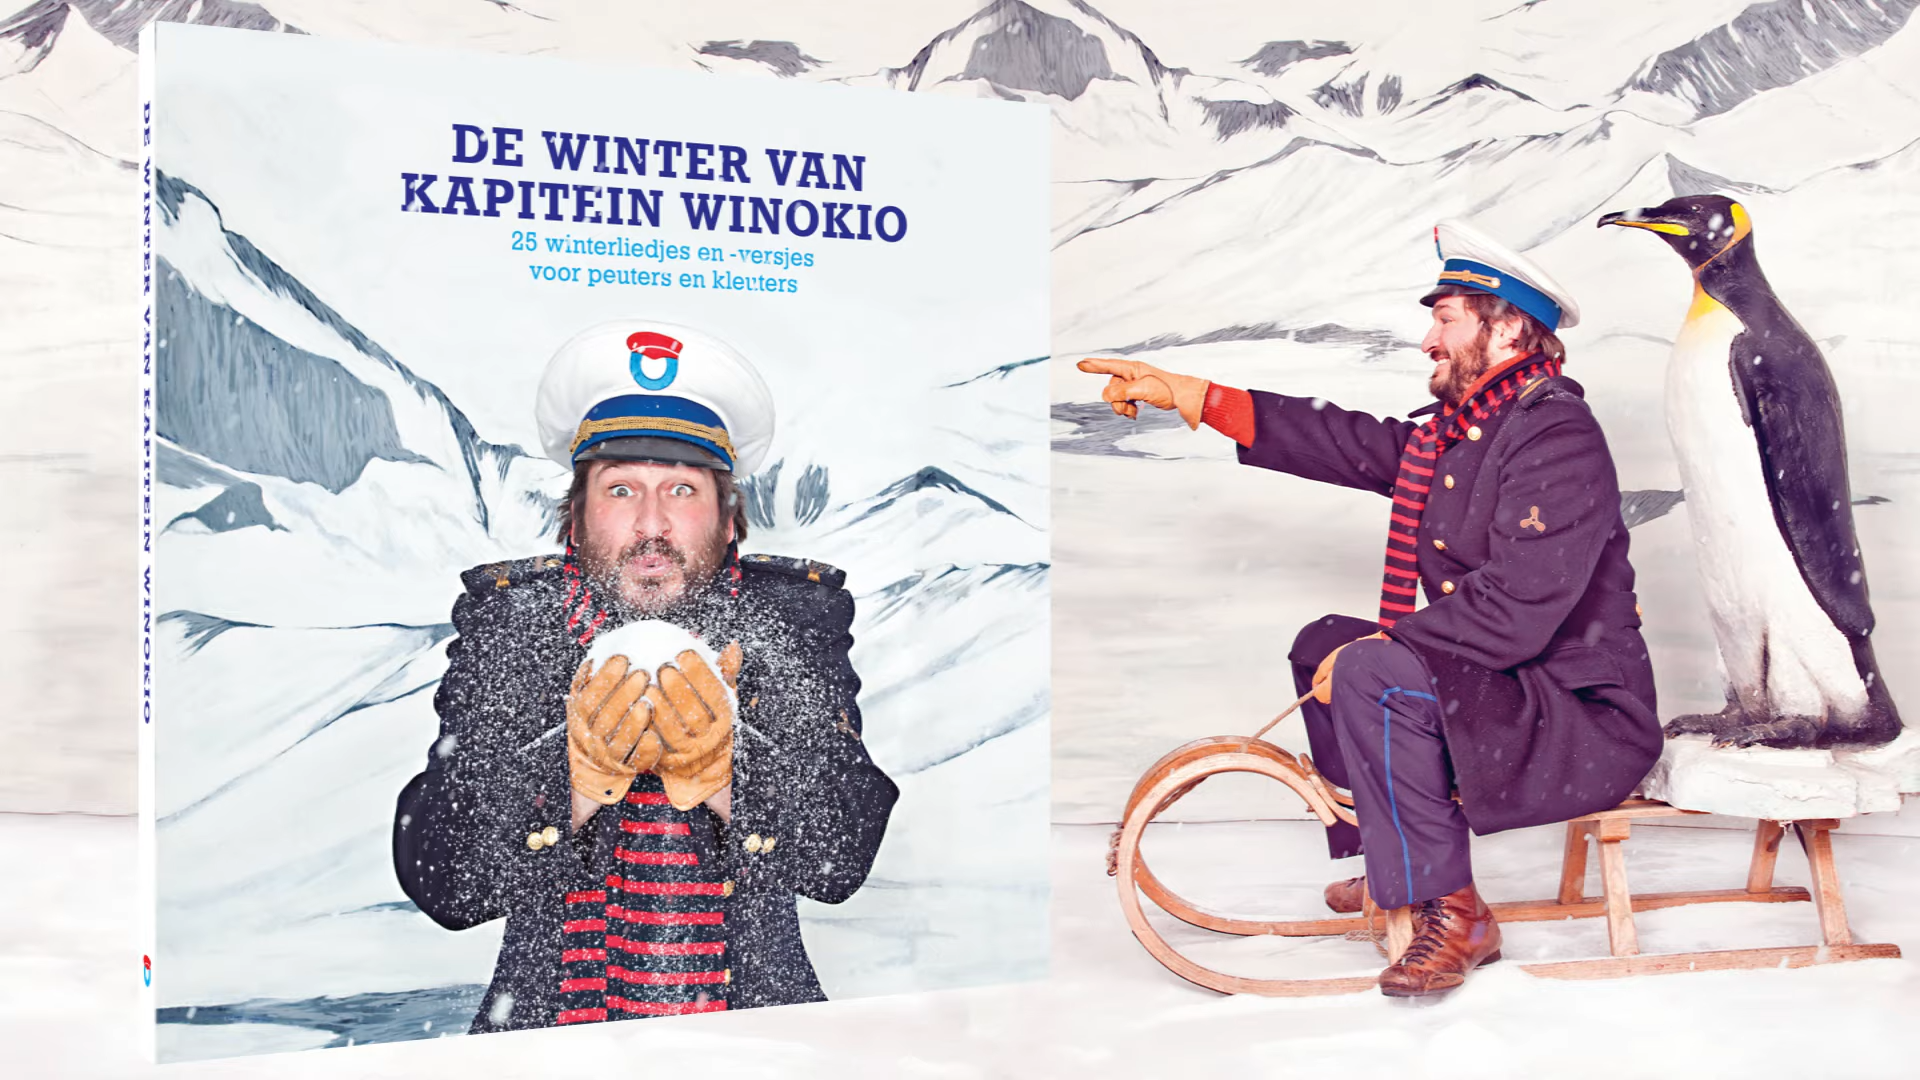 DE WINTER VAN KAPITEIN WINOKIO
DE WINTER VAN
KAPITEIN WINOKIO
25 winterliedjes en -versjes
voor peuters en kleuters